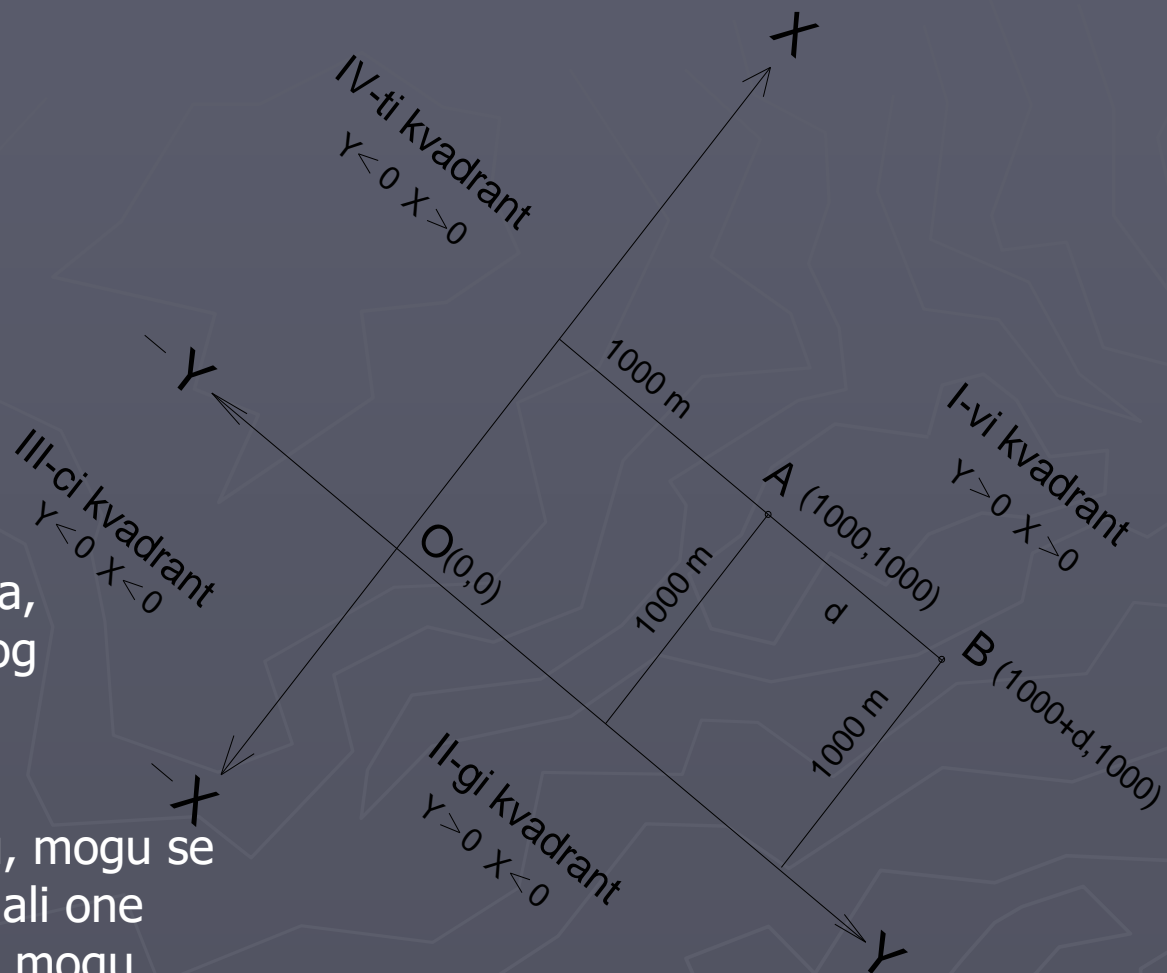 X
IV-ti kvadrant
Y < 0 X >0
- Y
1000 m
I-vi kvadrant
Y >0 X >0
III-ci kvadrant
Y< 0 X < 0
A (1000,1000)
O(0,0)
1000 m
d
B (1000+d,1000)
1000 m
- X
II-gi kvadrant
Y >0 X < 0
Y
, mogu se
ali one
mogu